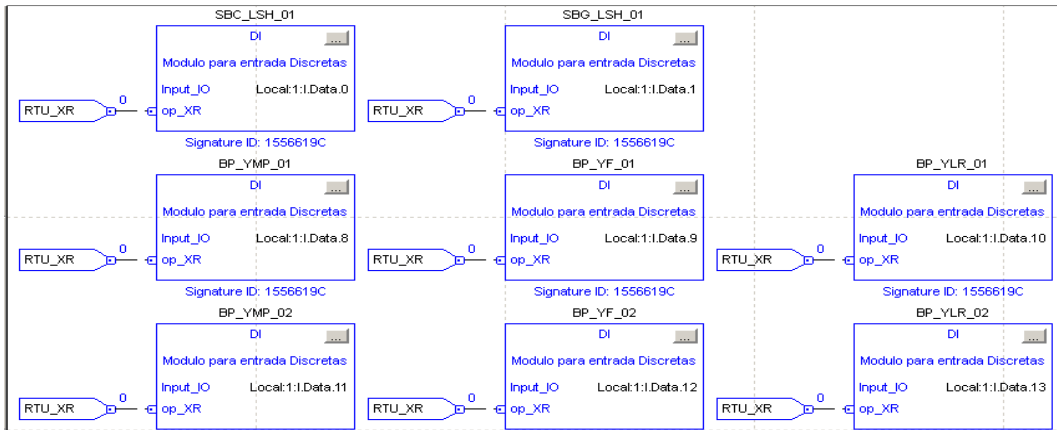 SBC_LSH_01 SBG_LSH_01
DI ... DI ...
Modulo para entrada Discretas Modulo para entrada Discretas
Input_IO Local:1:I.Data.0 Input_IO Local:1:I.Data.1
RTU_XR 0 op_XR RTU_XR 0 op_XR
Signature ID: 1556619C Signature ID: 1556619C
BP_YMP_01 BP_YF_01 BP_YLR_01
DI ... DI ... DI ...
Modulo para entrada Discretas Modulo para entrada Discretas Modulo para entrada Discretas
Input_IO Local:1:I.Data.8 Input_IO Local:1:I.Data.9 Input_IO Local:1:I.Data.10
RTU_XR 0 op_XR RTU_XR 0 op_XR RTU_XR 0 op_XR
Signature ID: 1556619C Signature ID: 1556619C Signature ID: 1556619C
BP_YMP_02 BP_YF_02 BP_YLR_02
DI ... DI ... DI ...
Modulo para entrada Discretas Modulo para entrada Discretas Modulo para entrada Discretas
Input_IO Local:1:I.Data.11 Input_IO Local:1:I.Data.12 Input_IO Local:1:I.Data.13
RTU_XR 0 op_XR RTU_XR 0 op_XR RTU_XR 0 op_XR